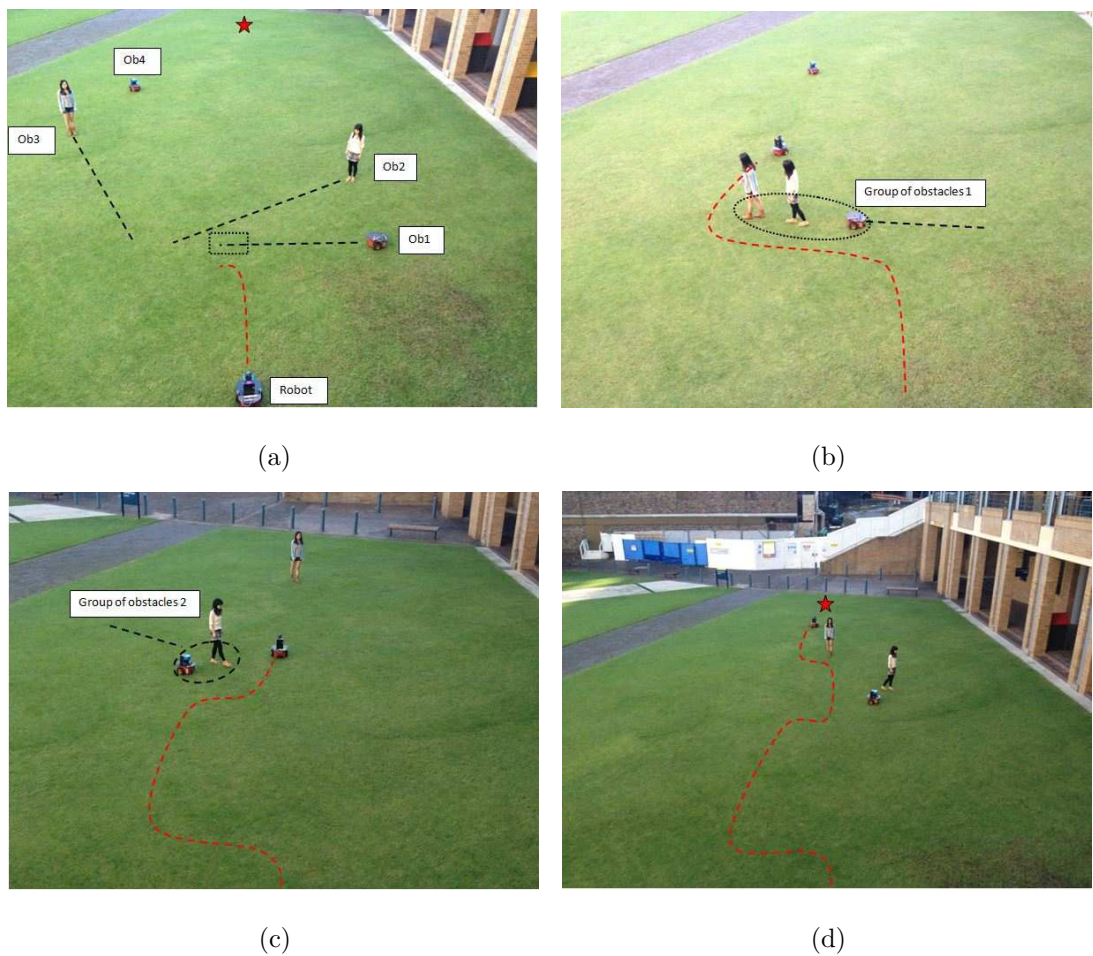 Ob4
Ob3
Ob2
Ob1
Robot
(a)
Group of obstacles 1
(b)
Group of obstacles 2
(c)
(d)